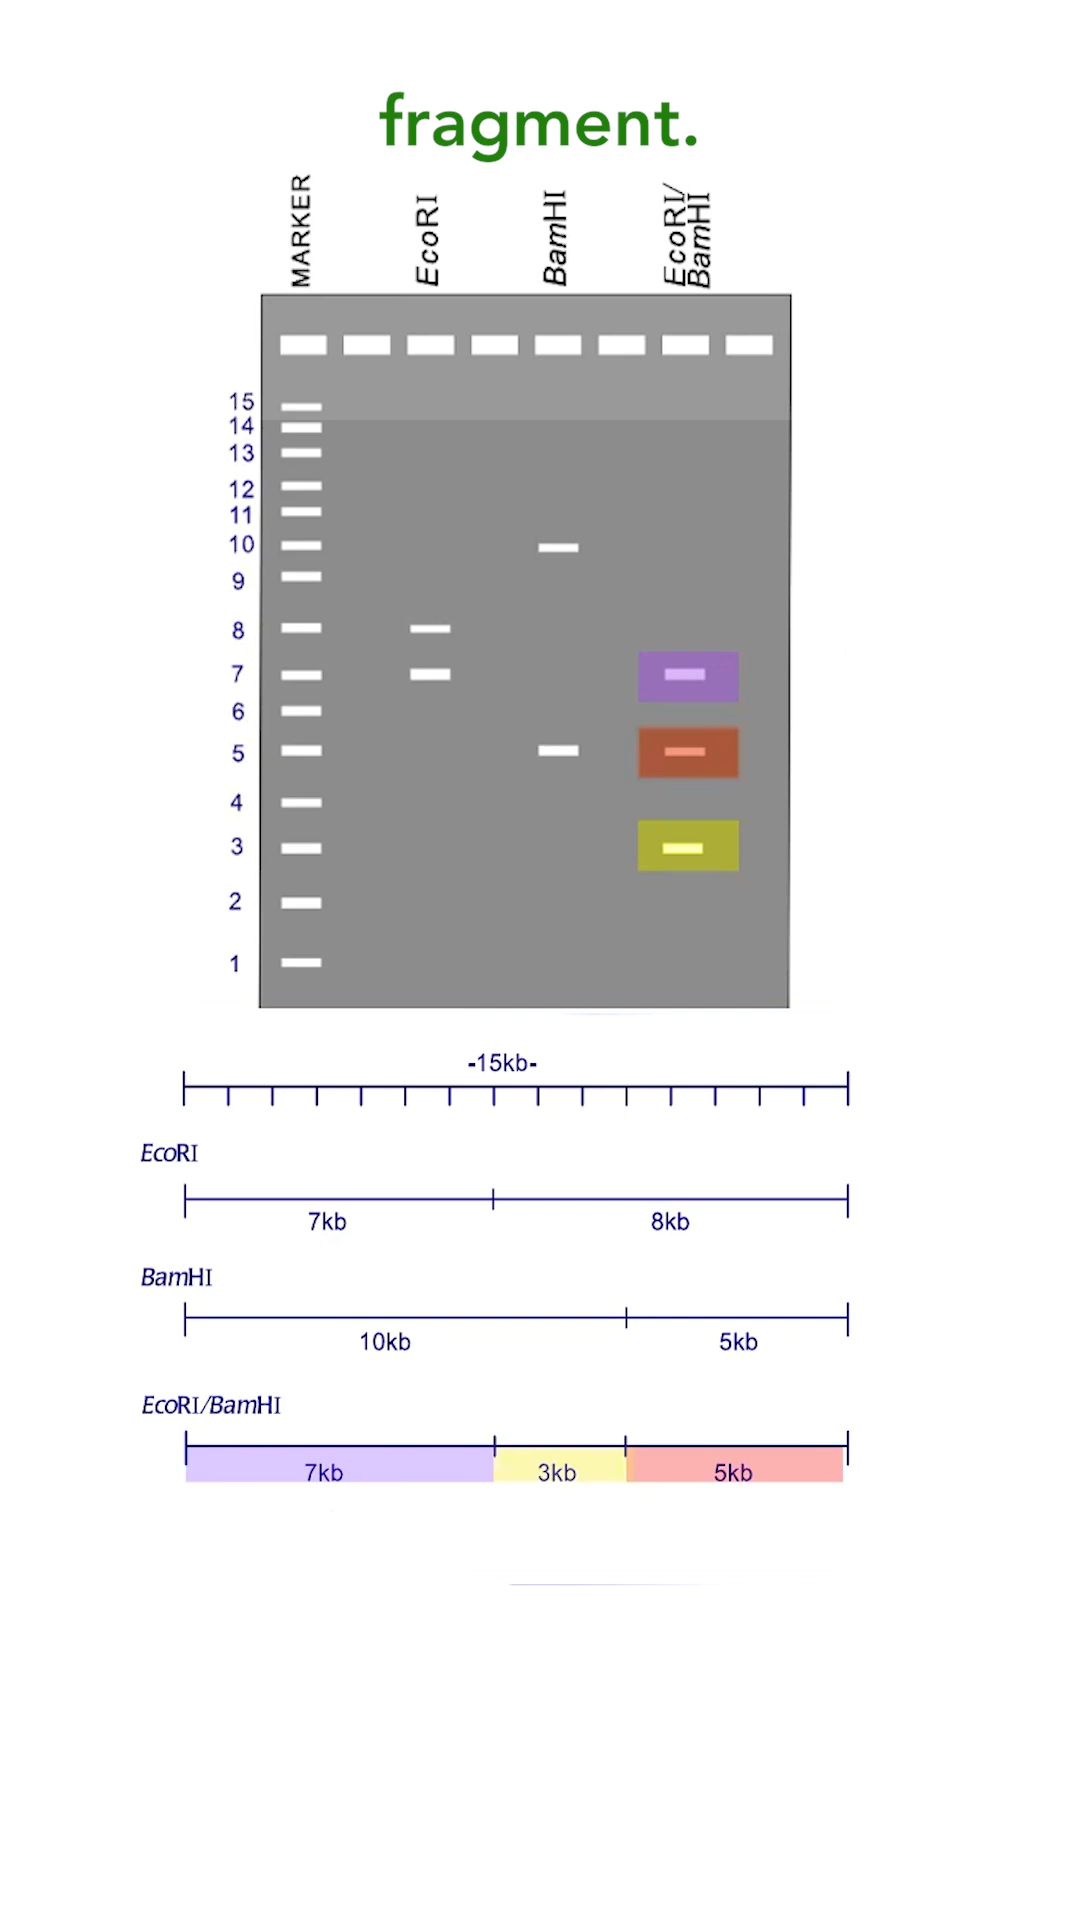 fragment.
MARKER
EcoRI
BamHI
EcoRI/
BamHI
15
14
13
12
11
10
9
8
7
6
5
4
3
2
1
-15kb-
EcoRI
7kb 8kb
BamHI
10kb 5kb
EcoRI/BamHI
7kb 3kb 5kb